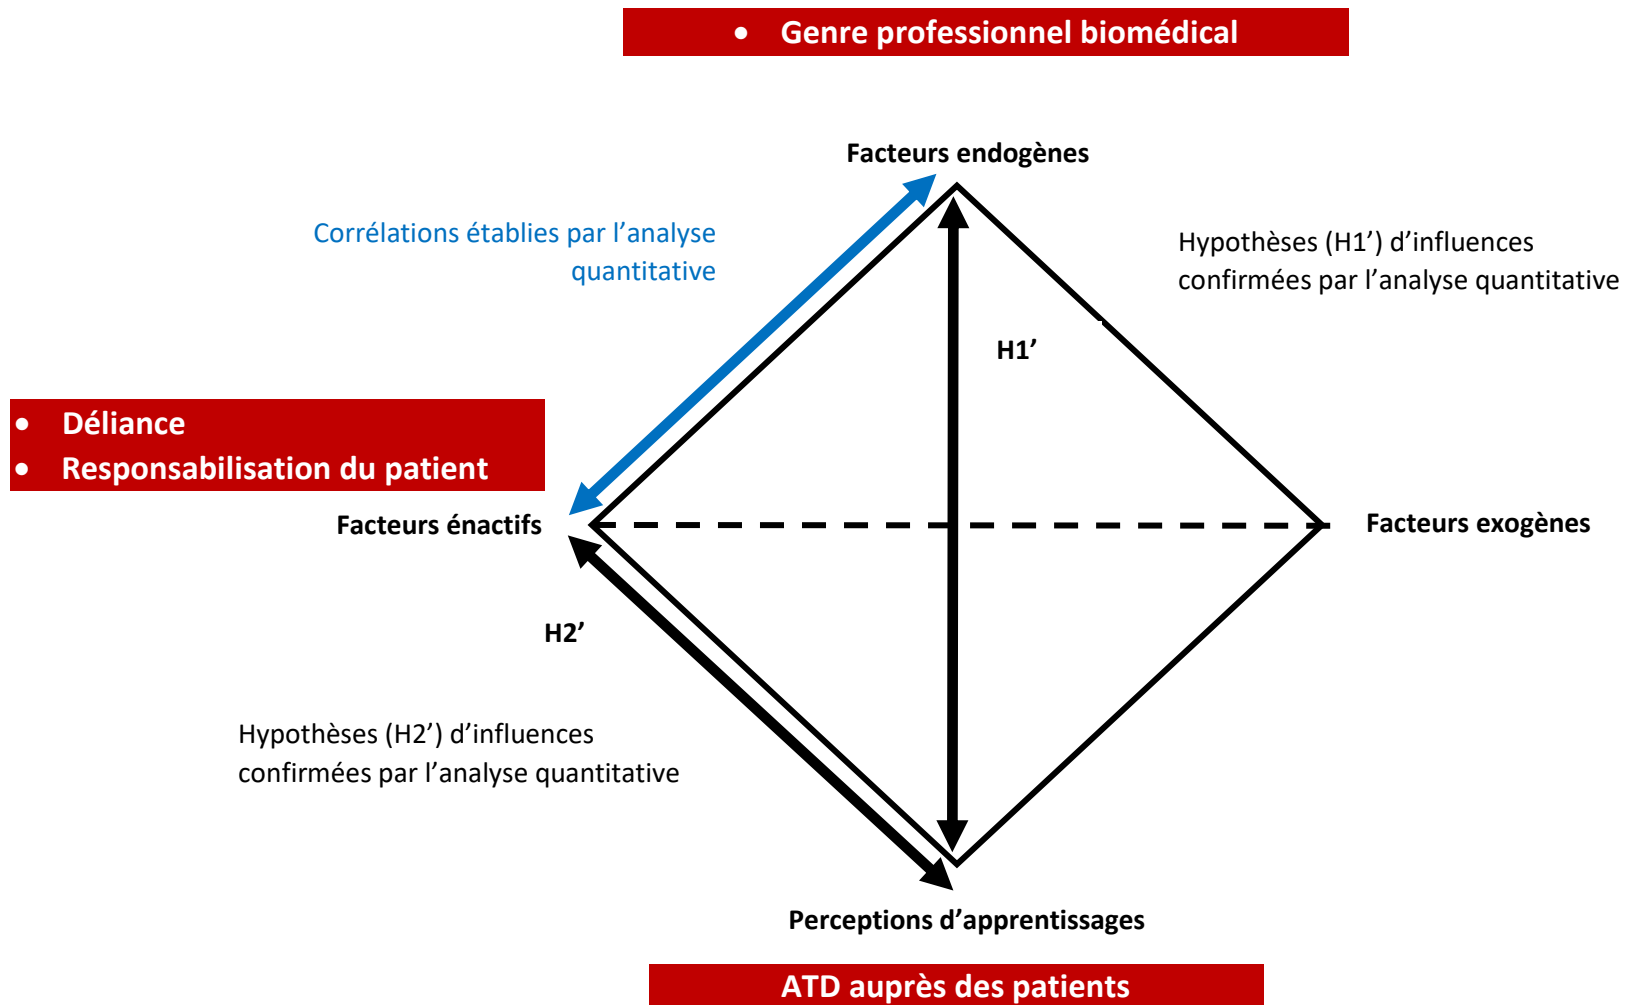 • Genre professionnel biomédical
Facteurs endogènes
Corrélations établies par l’analyse
quantitative
Hypothèses (H1’) d’influences
confirmées par l’analyse quantitative
H1’
• Déliance
• Responsabilisation du patient
Facteurs énactifs
Facteurs exogènes
H2’
Hypothèses (H2’) d’influences
confirmées par l’analyse quantitative
Perceptions d’apprentissages
ATD auprès des patients